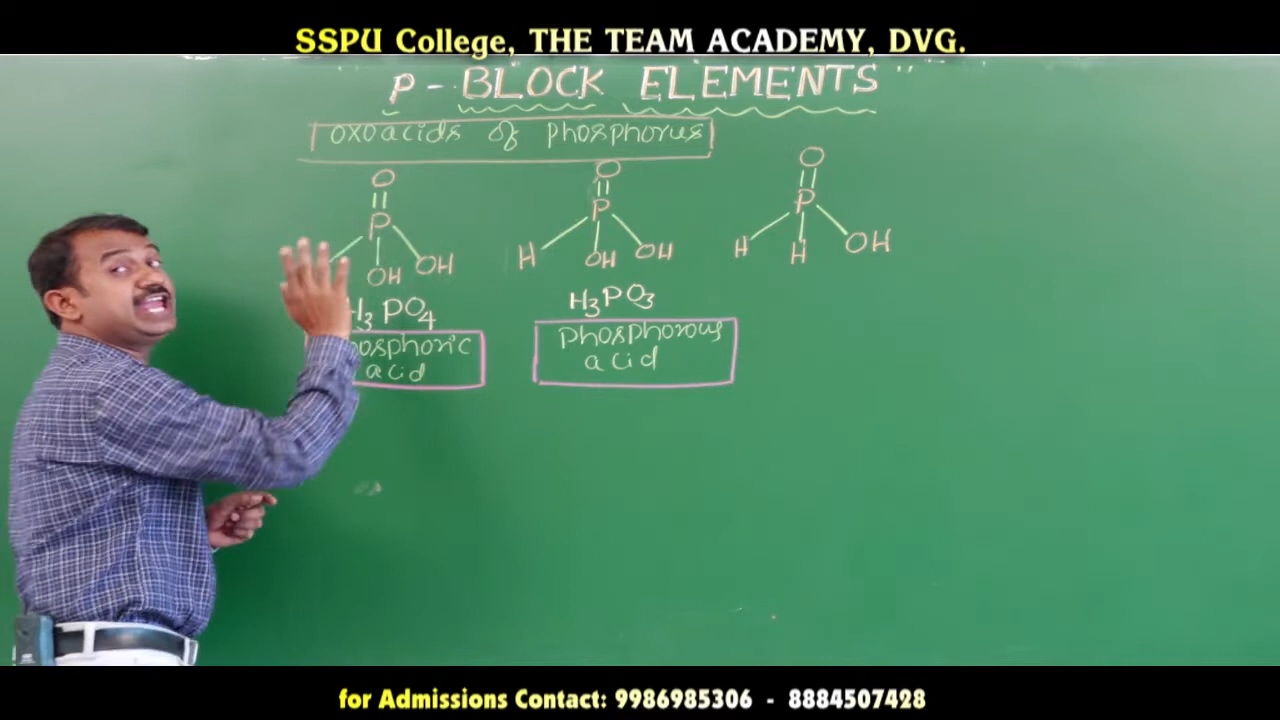 SSPU College, THE TEAM ACADEMY, DVG.
"P - BLOCK ELEMENTS"
oxoacids of phosphorus
O O O
P P P
OH OH H OH OH H H OH
H₃PO₄ H₃PO₃
phosphorous
acid
acid
for Admissions Contact: 9986985306 - 8884507428